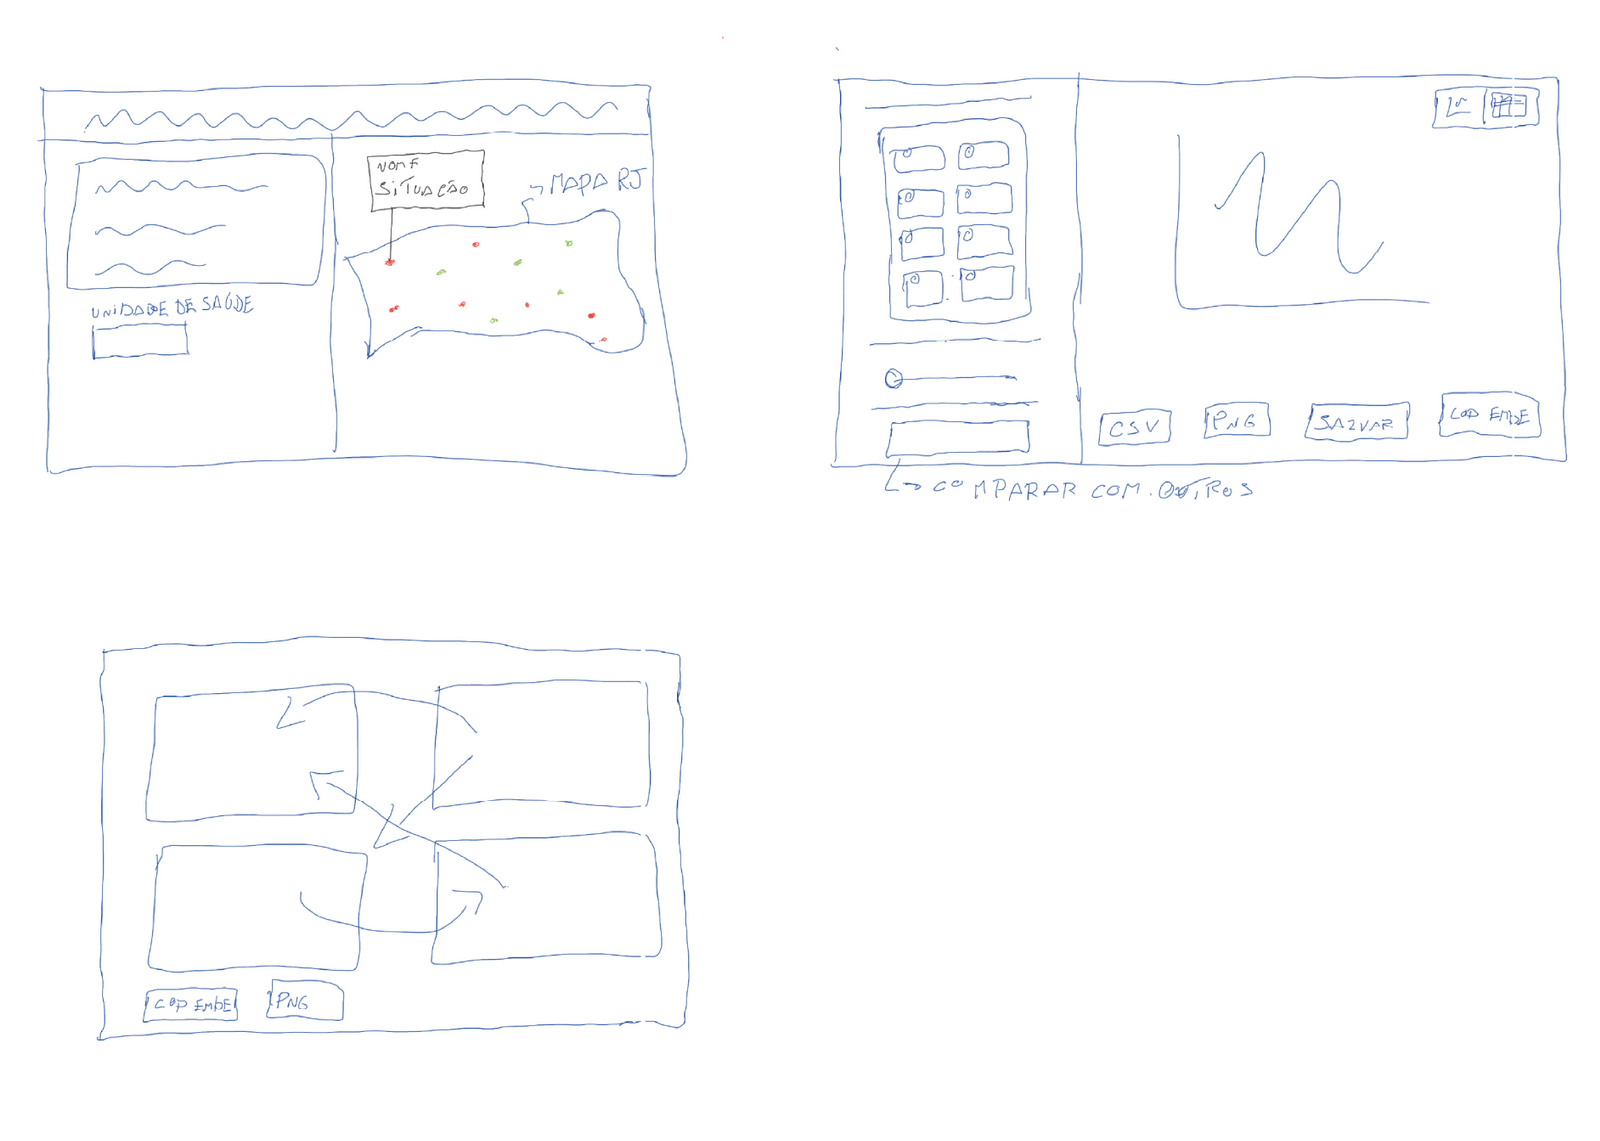 NOME
SITUAÇÃO
MAPA RJ
UNIDADE DE SAÚDE
CSV
PNG
SALVAR
COD EMBE
COMPARAR COM. OUTROS
COD EMBE
PNG